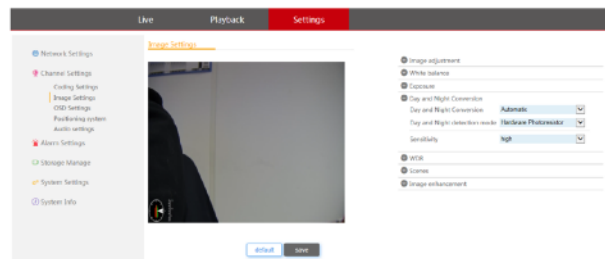 Live
Playback
Settings
Network Settings
Channel Settings
Coding Settings
Image Settings
OSD Settings
Positioning system
Audio settings
Alarm Settings
Storage Manage
System Settings
System Info
Image Settings
default
save
Image adjustment
White balance
Exposure
Day and Night Conversion
Day and Night Conversion Automatic
Day and Night detection mode Hardware Photoresistor
Sensitivity high
WDR
Scenes
Image enhancement